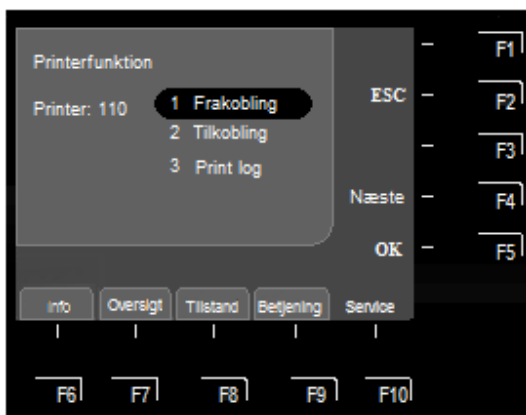 Printerfunktion
Printer: 110
1 Frakobling
2 Tilkobling
3 Print log
ESC
Næste
OK
F1
F2
F3
F4
F5
Info Oversigt Tilstand Betjening Service
F6 F7 F8 F9 F10